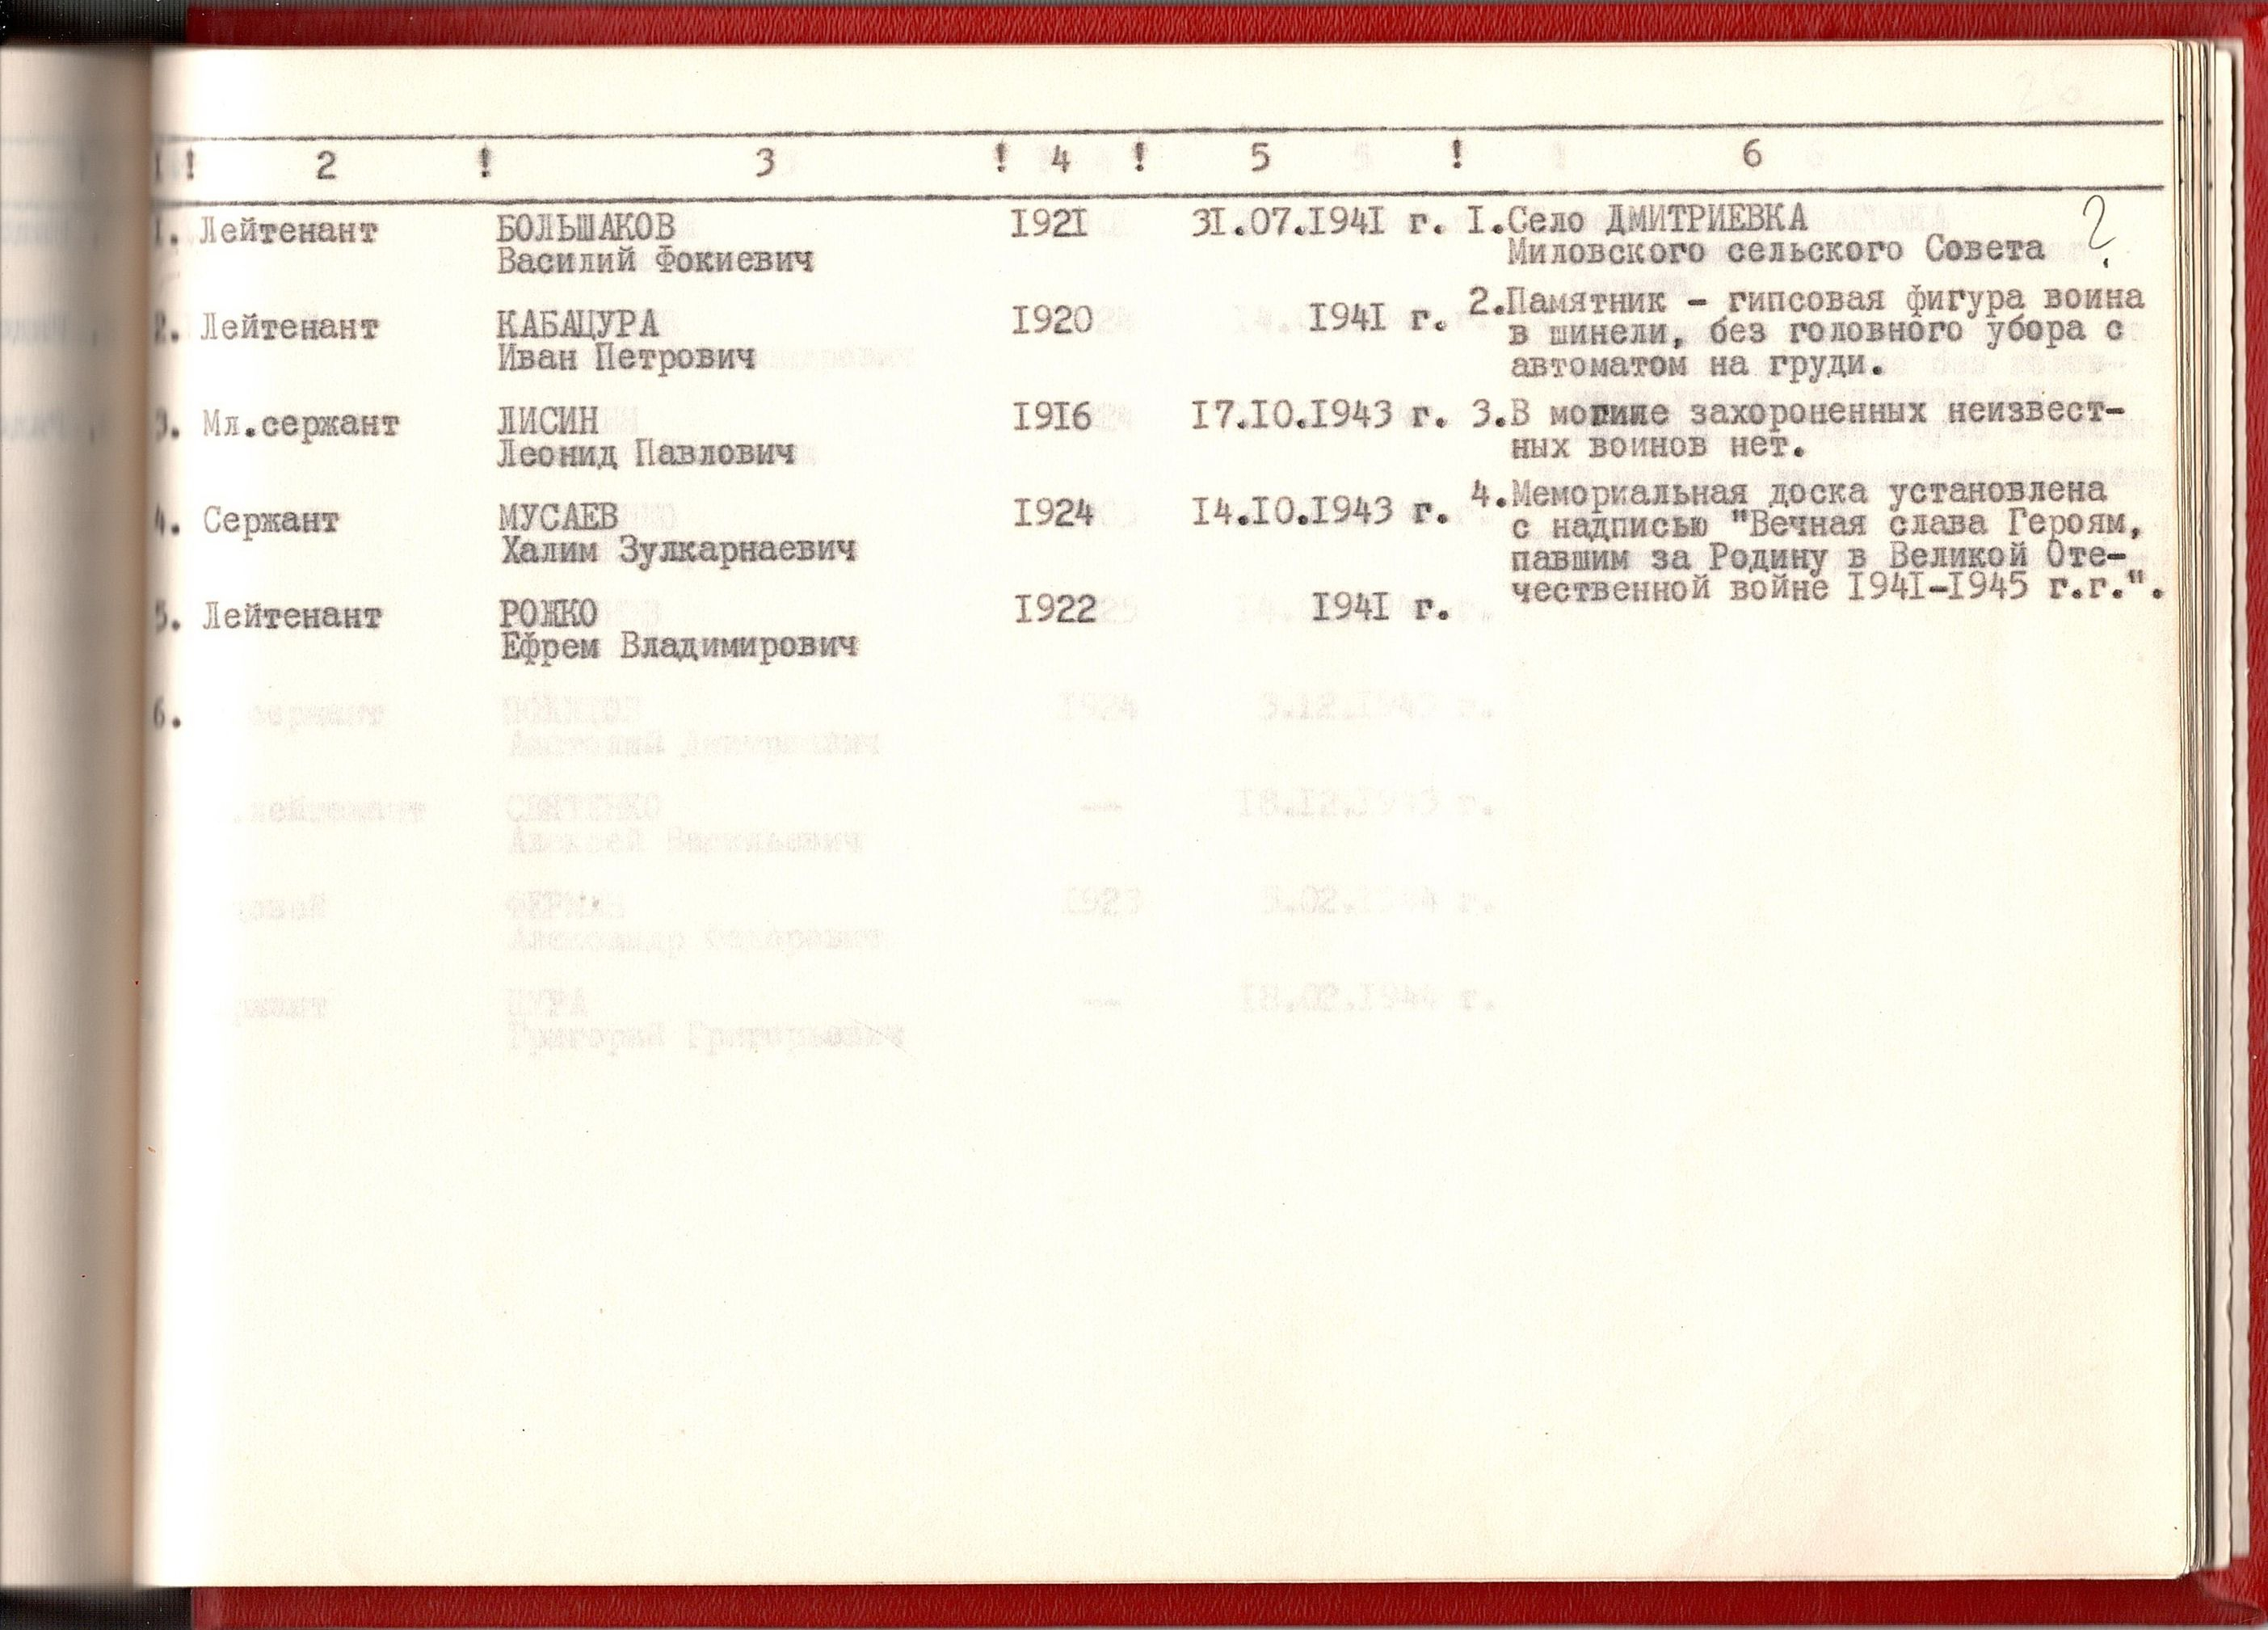 1 ! 2 ! 3 ! 4 ! 5 ! 6
1. Лейтенант БОЛЬШАКОВ 1921 31.07.1941 г. 1.Село ДМИТРИЕВКА ?
Василий Фокиевич Миловского сельского Совета
2.Памятник – гипсовая фигура воина
2. Лейтенант КАБАЦУРА 1920 1941 г. в шинели, без головного убора с
Иван Петрович автоматом на груди.
3. Мл.сержант ЛИСИН 1916 17.10.1943 г. 3.В могиле захороненных неизвест-
Леонид Павлович ных воинов нет.
4.Мемориальная доска установлена
4. Сержант МУСАЕВ 1924 14.10.1943 г. с надписью "Вечная слава Героям,
Халим Зулкарнаевич павшим за Родину в Великой Оте-
чественной войне 1941–1945 г.г.".
5. Лейтенант РОЖКО 1922 1941 г.
Ефрем Владимирович
6.